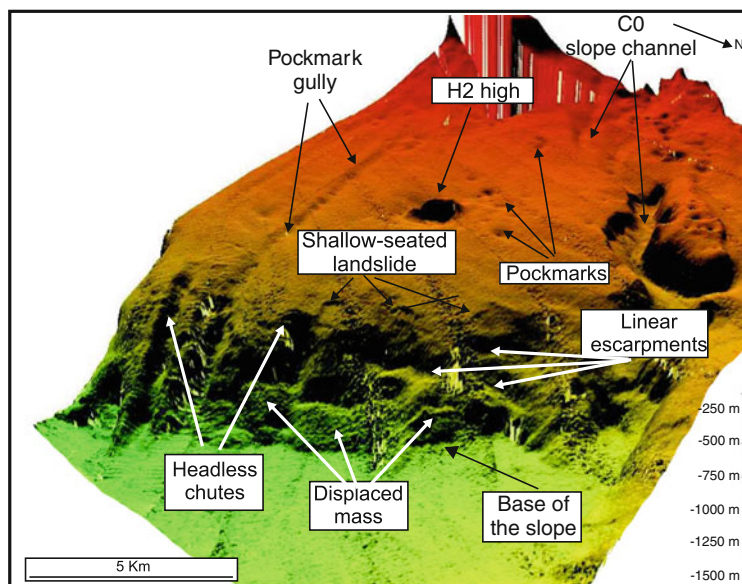 C0
slope channel
N
Pockmark
gully
H2 high
Shallow-seated
landslide
Pockmarks
Linear
escarpments
-250 m
-500 m
-750 m
-1000 m
-1250 m
-1500 m
Headless
chutes
Displaced
mass
Base of
the slope
5 Km